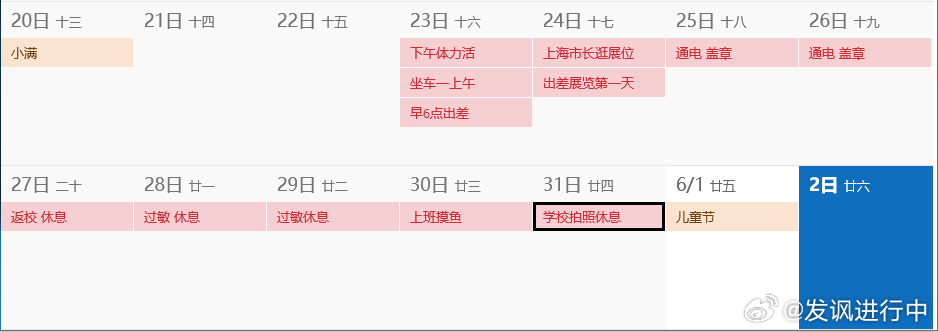 20日 十三
21日 十四
22日 十五
23日 十六
24日 十七
25日 十八
26日 十九
小满
下午体力活
上海市长逛展位
通电 盖章
通电 盖章
坐车一上午
出差展览第一天
早6点出差
27日 二十
28日 廿一
29日 廿二
30日 廿三
31日 廿四
6/1 廿五
2日 廿六
返校 休息
过敏 休息
过敏休息
上班摸鱼
学校拍照休息
儿童节
@发讽进行中